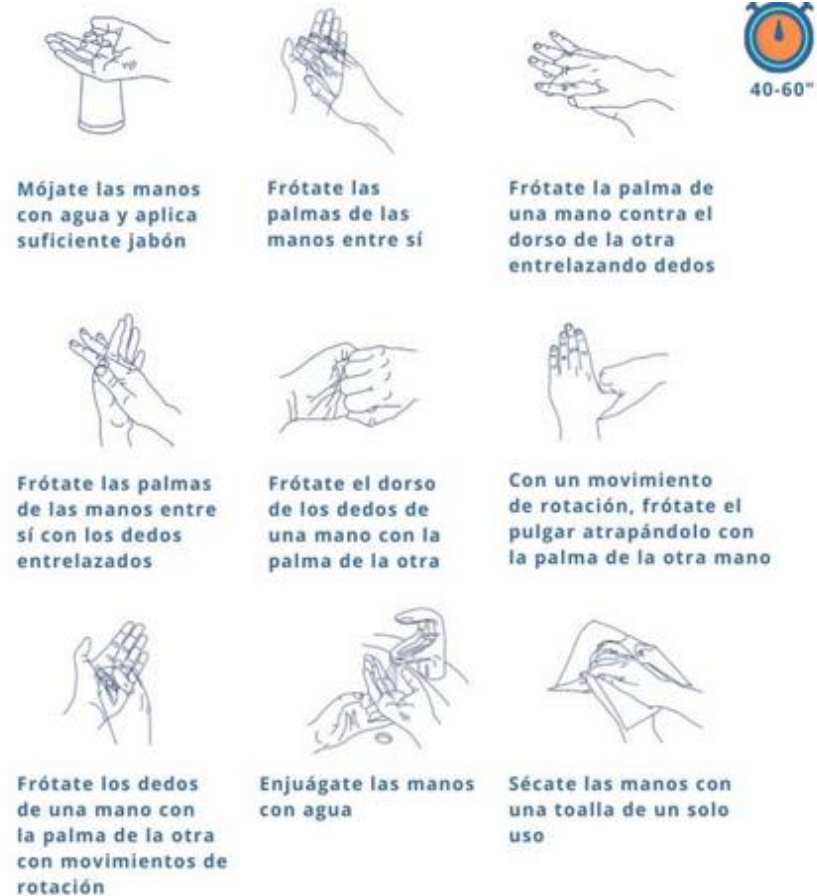 40-60"
Mójate las manos
con agua y aplica
suficiente jabón
Frótate las
palmas de las
manos entre sí
Frótate la palma de
una mano contra el
dorso de la otra
entrelazando dedos
Frótate las palmas
de las manos entre
sí con los dedos
entrelazados
Frótate el dorso
de los dedos de
una mano con la
palma de la otra
Con un movimiento
de rotación, frótate el
pulgar atrapándolo con
la palma de la otra mano
Frótate los dedos
de una mano con
la palma de la otra
con movimientos de
rotación
Enjuágate las manos
con agua
Sécate las manos con
una toalla de un solo
uso